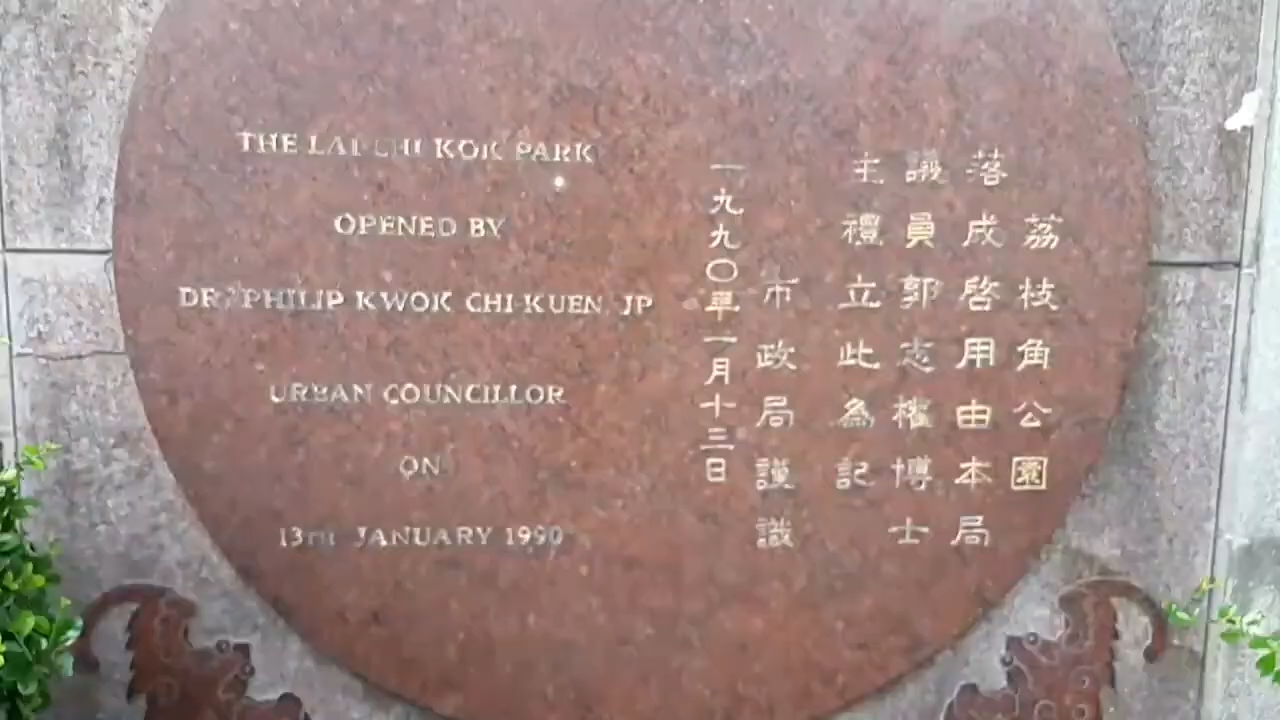 THE LAI CHI KOK PARK
OPENED BY
DR. PHILIP KWOK CHI-KUEN, JP
URBAN COUNCILLOR
ON
13TH JANUARY 1990
荔枝角公園
落成啓用由本局
議員郭志權博士
主禮立此為記
市政局謹識
一九九〇年一月十三日